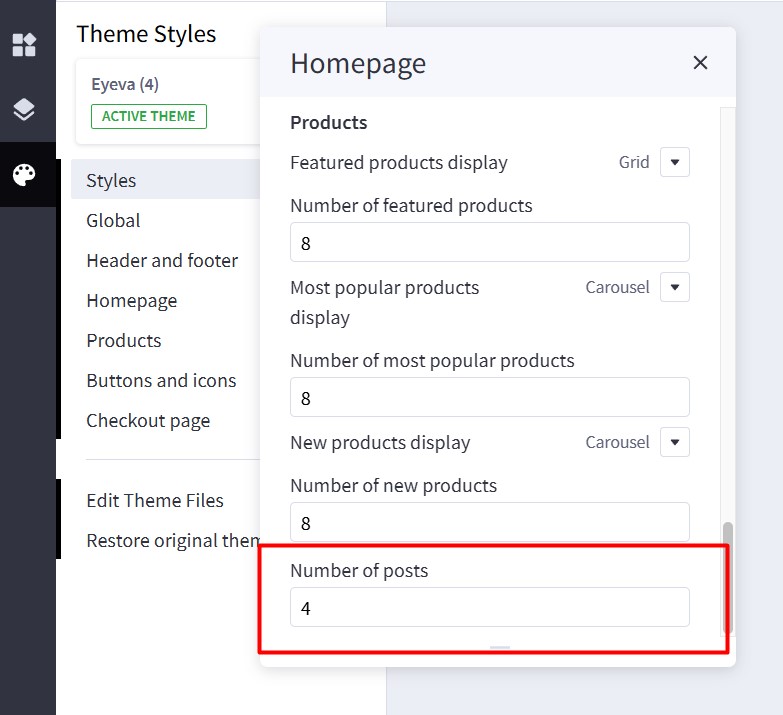 Theme Styles
Eyeva (4)
ACTIVE THEME
Styles
Global
Header and footer
Homepage
Products
Buttons and icons
Checkout page
Edit Theme Files
Restore original them
Homepage
Products
Featured products display Grid
Number of featured products
8
Most popular products Carousel
display
Number of most popular products
8
New products display Carousel
Number of new products
8
Number of posts
4